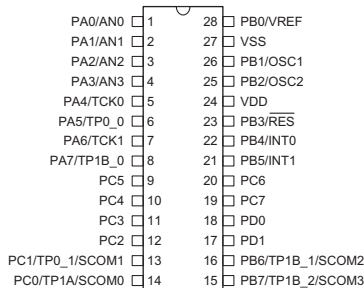 PA0/AN0 1 28 PB0/VREF
PA1/AN1 2 27 VSS
PA2/AN2 3 26 PB1/OSC1
PA3/AN3 4 25 PB2/OSC2
PA4/TCK0 5 24 VDD
PA5/TP0_0 6 23 PB3/RES
PA6/TCK1 7 22 PB4/INT0
PA7/TP1B_0 8 21 PB5/INT1
PC5 9 20 PC6
PC4 10 19 PC7
PC3 11 18 PD0
PC2 12 17 PD1
PC1/TP0_1/SCOM1 13 16 PB6/TP1B_1/SCOM2
PC0/TP1A/SCOM0 14 15 PB7/TP1B_2/SCOM3